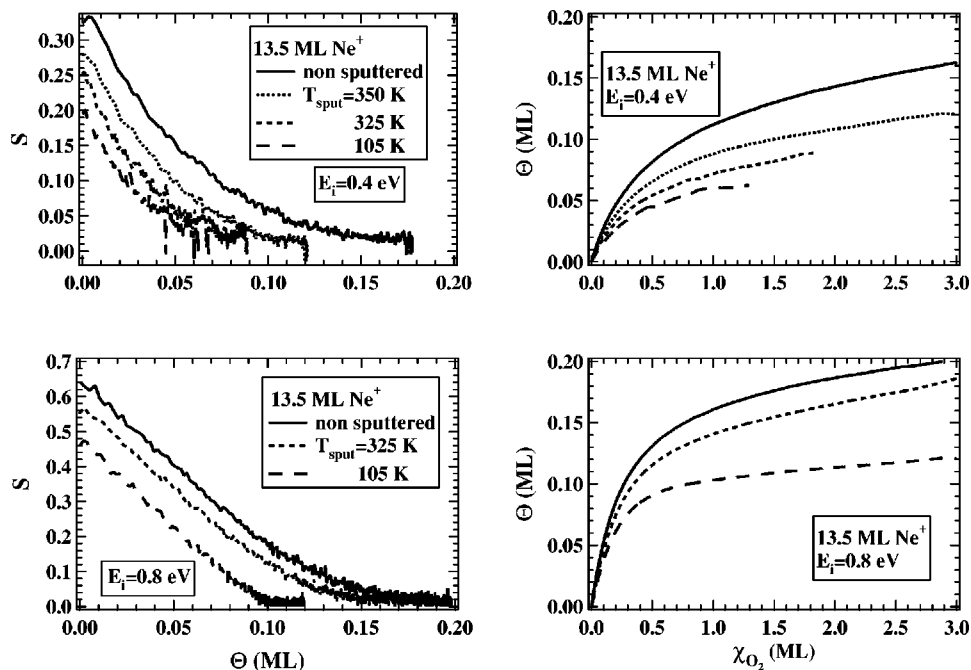 S
0.30
0.25
0.20
0.15
0.10
0.05
0.00
0.00 0.05 0.10 0.15 0.20
13.5 ML Ne+
non sputtered
Tsput=350 K
325 K
105 K
Ei=0.4 eV
Θ (ML)
0.20
0.15
0.10
0.05
0.00
0.0 0.5 1.0 1.5 2.0 2.5 3.0
13.5 ML Ne+
Ei=0.4 eV
S
0.7
0.6
0.5
0.4
0.3
0.2
0.1
0.0
0.00 0.05 0.10 0.15 0.20
Θ (ML)
13.5 ML Ne+
non sputtered
Tsput=325 K
105 K
Ei=0.8 eV
Θ (ML)
0.20
0.15
0.10
0.05
0.00
0.0 0.5 1.0 1.5 2.0 2.5 3.0
χO2 (ML)
13.5 ML Ne+
Ei=0.8 eV